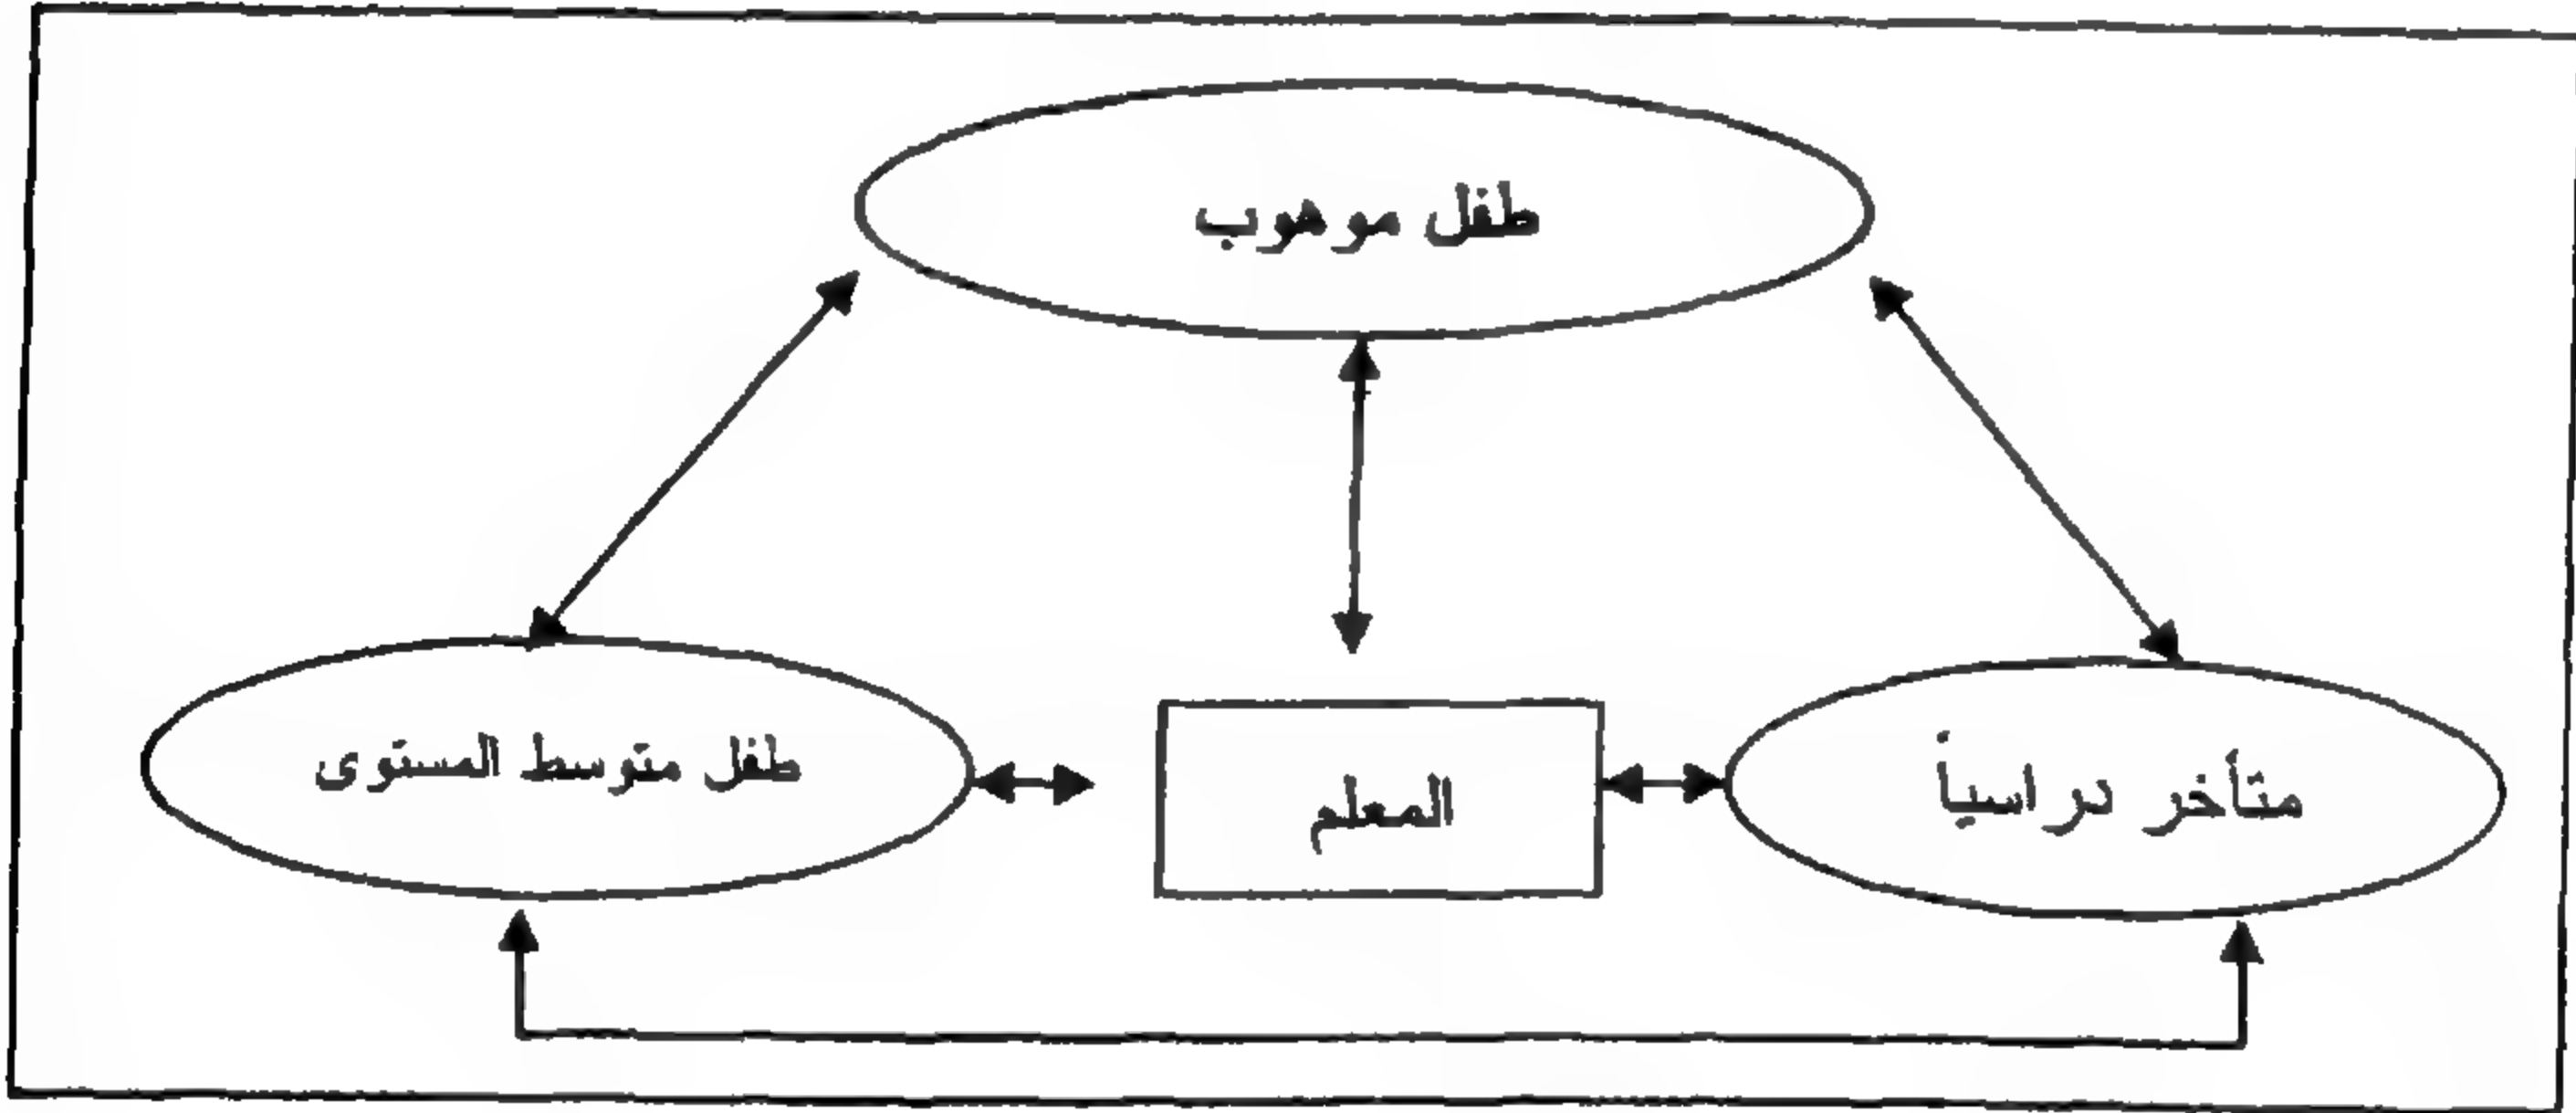 طفل موهوب
متأخر دراسياً
المعلم
طفل متوسط المستوى